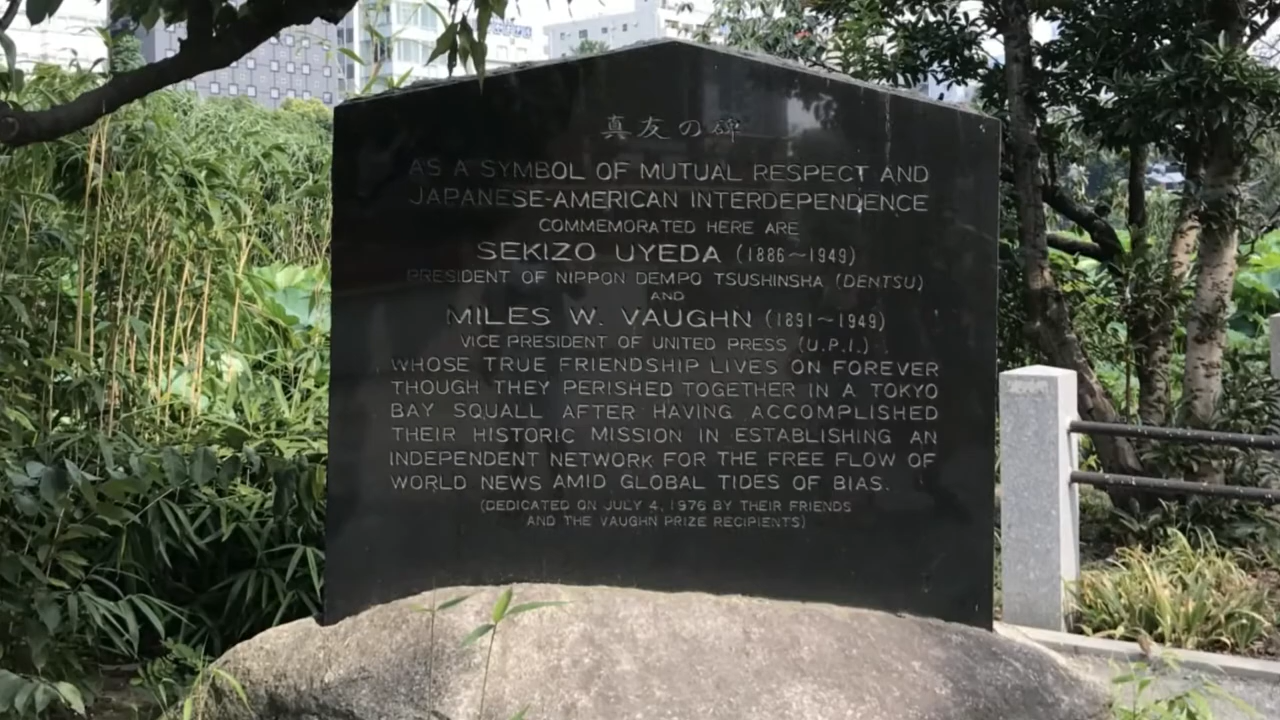 真友の碑
AS A SYMBOL OF MUTUAL RESPECT AND
JAPANESE-AMERICAN INTERDEPENDENCE
COMMEMORATED HERE ARE
SEKIZO UYEDA (1886~1949)
PRESIDENT OF NIPPON DEMPO TSUSHINSHA (DENTSU)
AND
MILES W. VAUGHN (1891~1949)
VICE PRESIDENT OF UNITED PRESS (U.P.I.)
WHOSE TRUE FRIENDSHIP LIVES ON FOREVER
THOUGH THEY PERISHED TOGETHER IN A TOKYO
BAY SQUALL AFTER HAVING ACCOMPLISHED
THEIR HISTORIC MISSION IN ESTABLISHING AN
INDEPENDENT NETWORK FOR THE FREE FLOW OF
WORLD NEWS AMID GLOBAL TIDES OF BIAS.
(DEDICATED ON JULY 4, 1976 BY THEIR FRIENDS
AND THE VAUGHN PRIZE RECIPIENTS)